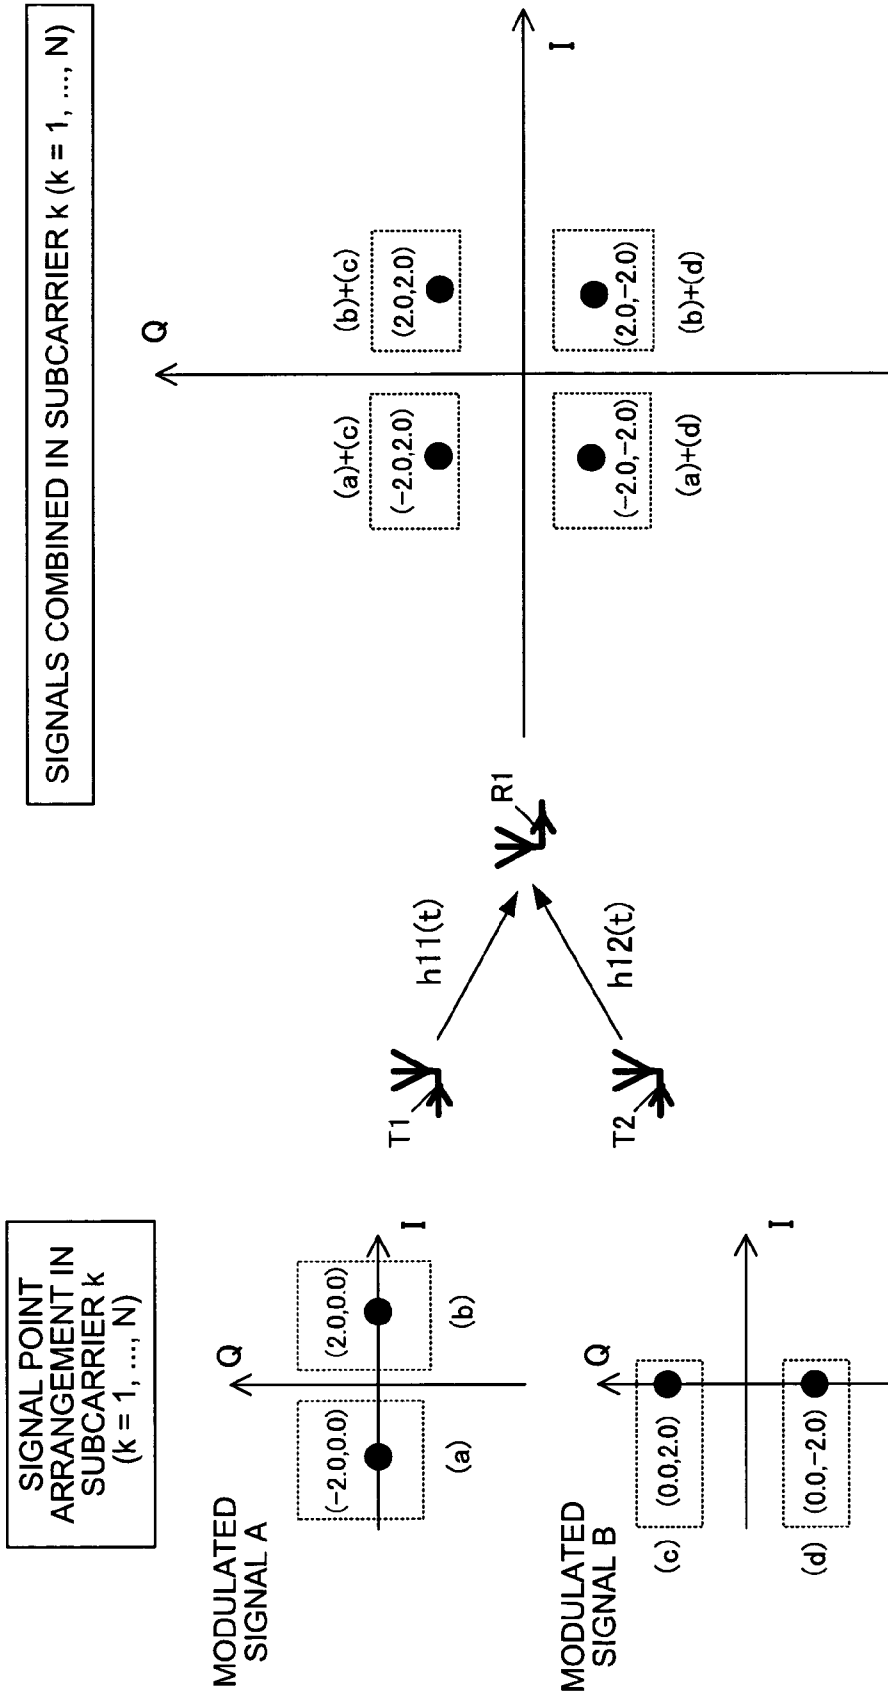 SIGNAL POINT
ARRANGEMENT IN
SUBCARRIER k
(k = 1, ..., N)
MODULATED
SIGNAL A
Q
I
(-2.0,0.0)
(2.0,0.0)
(a)
(b)
MODULATED
SIGNAL B
Q
I
(c)
(0.0,2.0)
(d)
(0.0,-2.0)
T1
T2
h11(t)
h12(t)
R1
SIGNALS COMBINED IN SUBCARRIER k (k = 1, ..., N)
Q
I
(a)+(c)
(-2.0,2.0)
(b)+(c)
(2.0,2.0)
(-2.0,-2.0)
(a)+(d)
(2.0,-2.0)
(b)+(d)